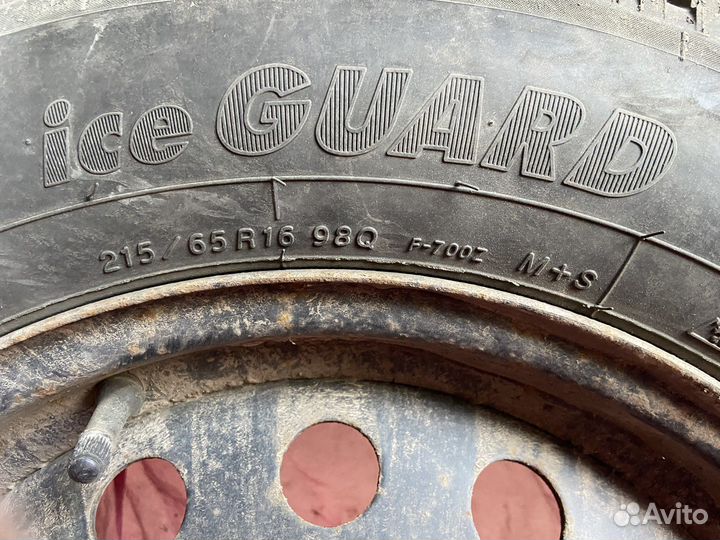 ice GUARD
215/65R16 98Q F-700Z M+S
Avito